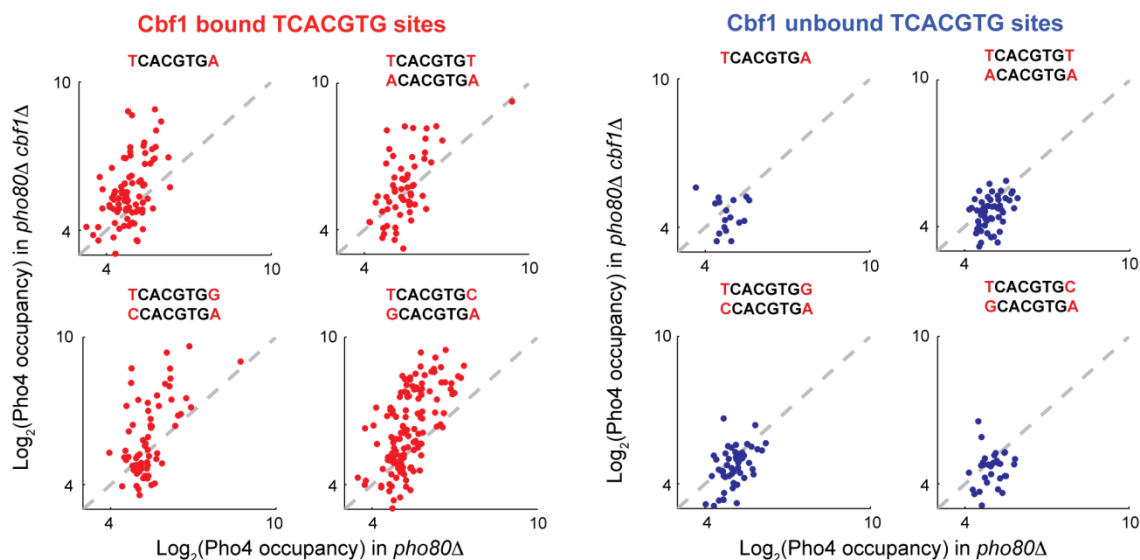 Cbf1 bound TCACGTG sites
TCACGTGA
10
4
TCACGTGT
ACACGTGA
4
10
4
10
TCACGTGG
CCACGTGA
10
4
TCACGTGC
GCACGTGA
4
10
4
10
Log2(Pho4 occupancy) in pho80Δ cbf1Δ
Log2(Pho4 occupancy) in pho80Δ
Cbf1 unbound TCACGTG sites
TCACGTGA
10
4
TCACGTGT
ACACGTGA
10
4
4
10
4
10
TCACGTGG
CCACGTGA
10
4
TCACGTGC
GCACGTGA
10
4
4
10
4
10
Log2(Pho4 occupancy) in pho80Δ cbf1Δ
Log2(Pho4 occupancy) in pho80Δ